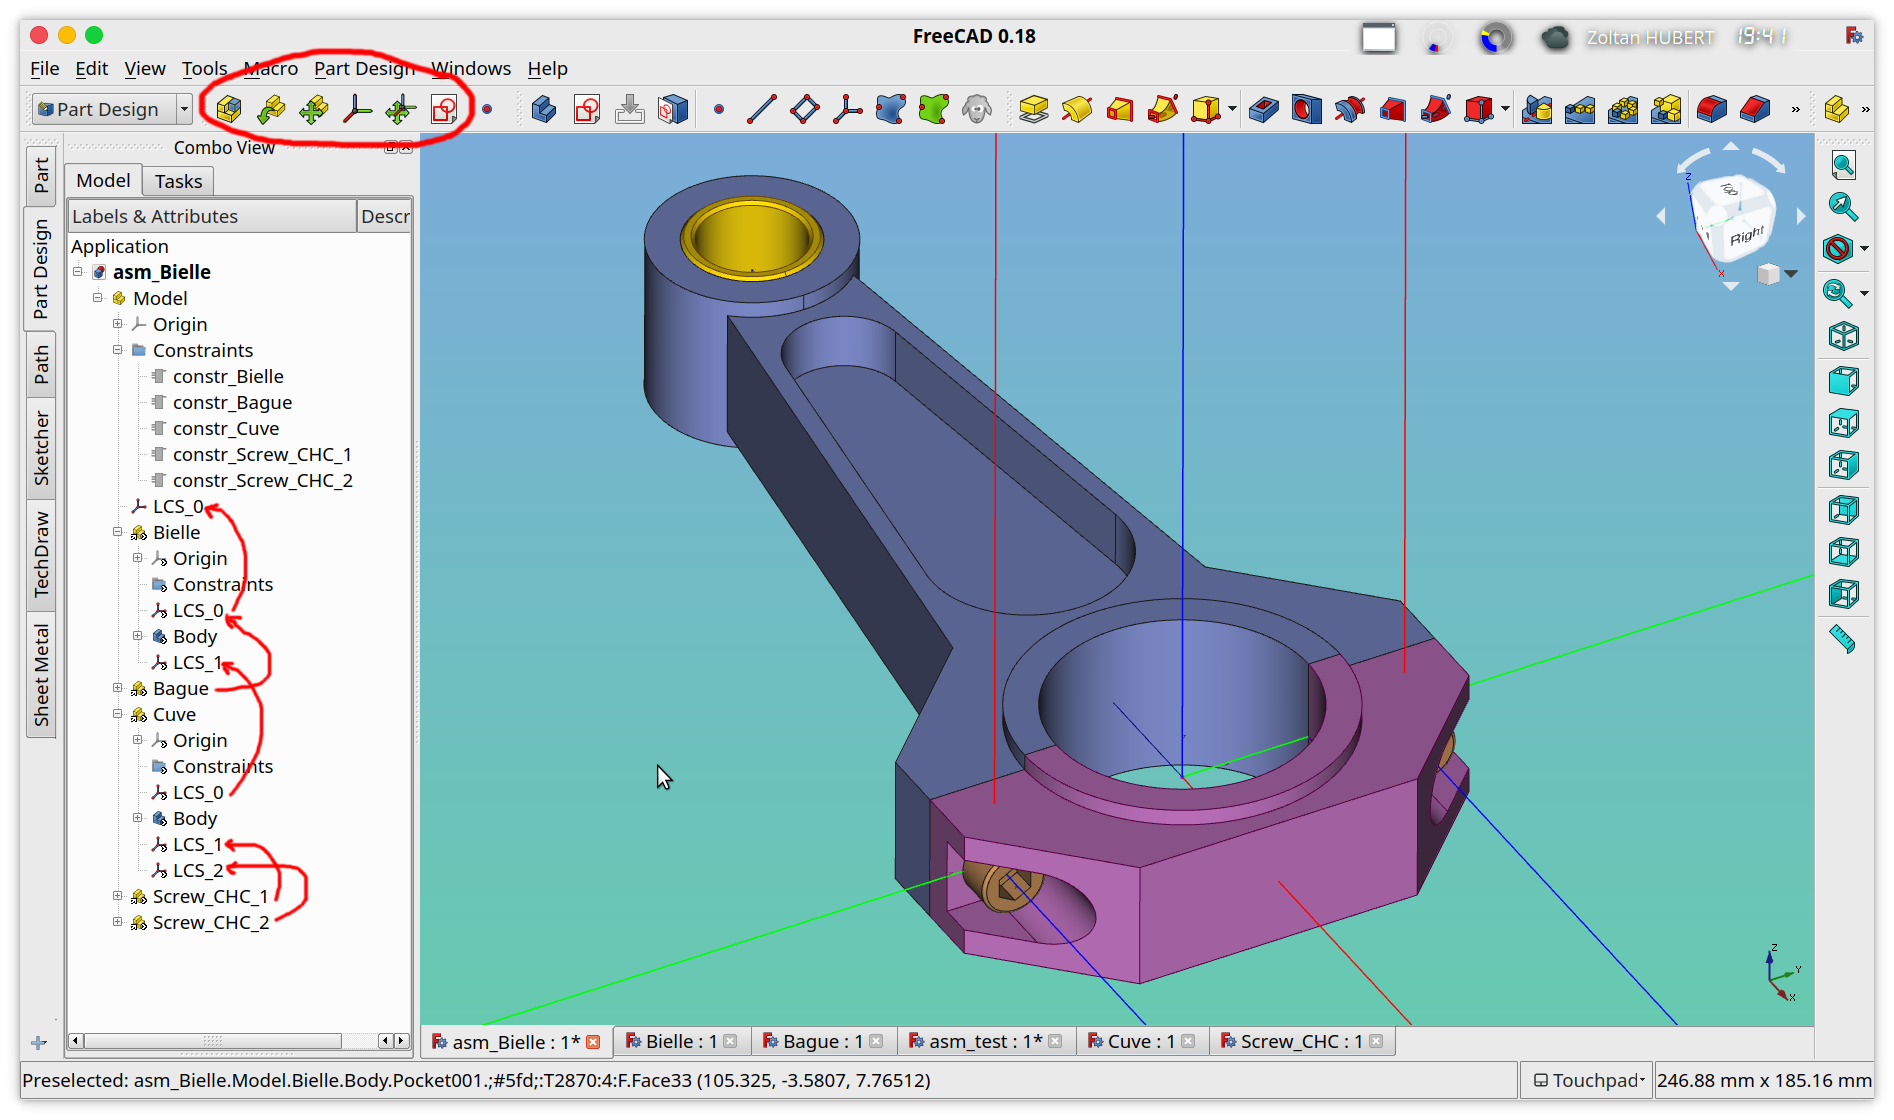 FreeCAD 0.18
Zoltan HUBERT
19:41
File Edit View Tools Macro Part Design Windows Help
Part Design
»
»
Combo View
Model Tasks
Labels & Attributes Descr
Application
asm_Bielle
Model
Origin
Constraints
constr_Bielle
constr_Bague
constr_Cuve
constr_Screw_CHC_1
constr_Screw_CHC_2
LCS_0
Bielle
Origin
Constraints
LCS_0
Body
LCS_1
Bague
Cuve
Origin
Constraints
LCS_0
Body
LCS_1
LCS_2
Screw_CHC_1
Screw_CHC_2
Part
Part Design
Path
Sketcher
TechDraw
Sheet Metal
Top
Right
Z
X
Z
Y
X
asm_Bielle : 1* Bielle : 1 Bague : 1 asm_test : 1* Cuve : 1 Screw_CHC : 1
Preselected: asm_Bielle.Model.Bielle.Body.Pocket001.;#5fd;:T2870:4:F.Face33 (105.325, -3.5807, 7.76512)
Touchpad
246.88 mm x 185.16 mm